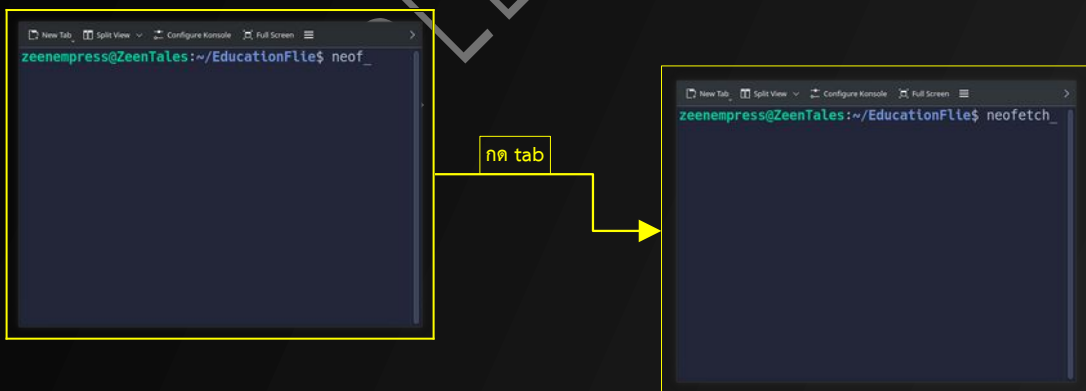 New Tab Split View Configure Konsole Full Screen
zeenempress@ZeenTales:~/EducationFlie$ neof_
กด tab
New Tab Split View Configure Konsole Full Screen
zeenempress@ZeenTales:~/EducationFlie$ neofetch_